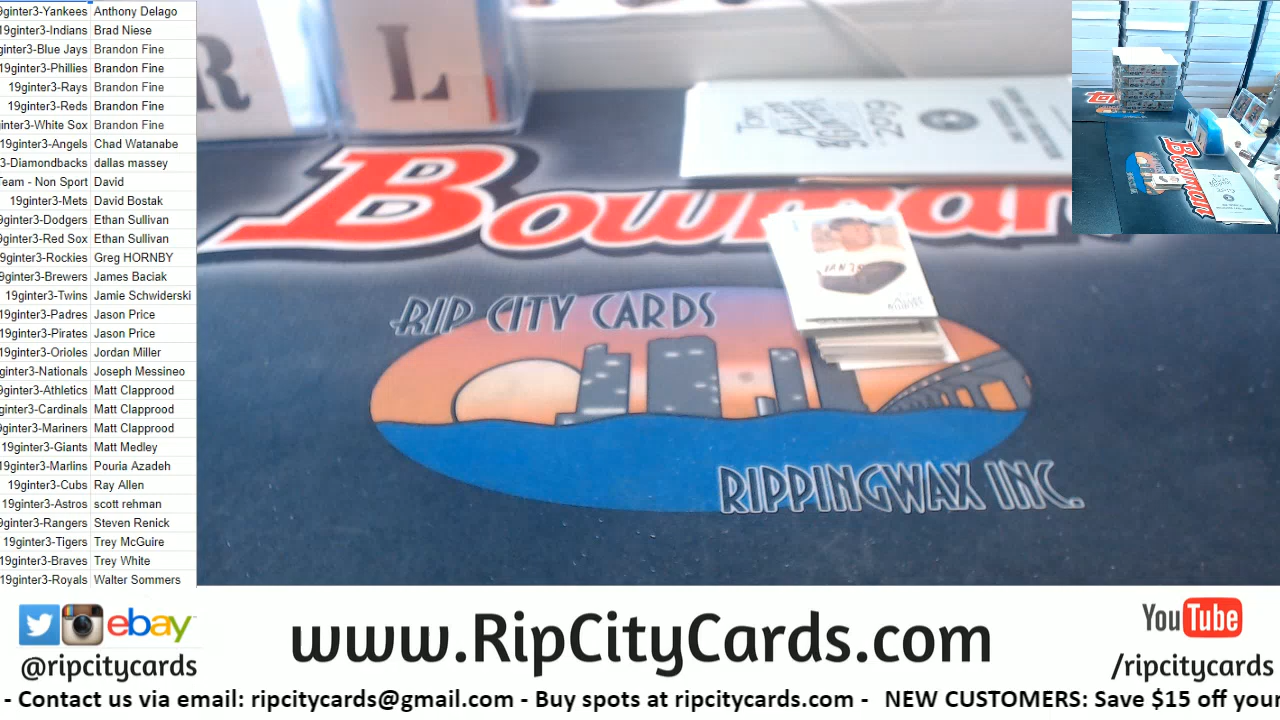 9ginter3-Yankees Anthony Delago
19ginter3-Indians Brad Niese
ginter3-Blue Jays Brandon Fine
19ginter3-Phillies Brandon Fine
19ginter3-Rays Brandon Fine
19ginter3-Reds Brandon Fine
inter3-White Sox Brandon Fine
19ginter3-Angels Chad Watanabe
3-Diamondbacks dallas massey
Team - Non Sport David
19ginter3-Mets David Bostak
9ginter3-Dodgers Ethan Sullivan
9ginter3-Red Sox Ethan Sullivan
19ginter3-Rockies Greg HORNBY
9ginter3-Brewers James Baciak
19ginter3-Twins Jamie Schwiderski
19ginter3-Padres Jason Price
19ginter3-Pirates Jason Price
19ginter3-Orioles Jordan Miller
ginter3-Nationals Joseph Messineo
9ginter3-Athletics Matt Clapprood
ginter3-Cardinals Matt Clapprood
ginter3-Mariners Matt Clapprood
19ginter3-Giants Matt Medley
19ginter3-Marlins Pouria Azadeh
19ginter3-Cubs Ray Allen
19ginter3-Astros scott rehman
9ginter3-Rangers Steven Renick
19ginter3-Tigers Trey McGuire
19ginter3-Braves Trey White
19ginter3-Royals Walter Sommers
R L
Bowman
RIP CITY CARDS
RIPPINGWAX INC.
Bowman
ebay
@ripcitycards
www.RipCityCards.com
YouTube
/ripcitycards
- Contact us via email: ripcitycards@gmail.com - Buy spots at ripcitycards.com - NEW CUSTOMERS: Save $15 off your